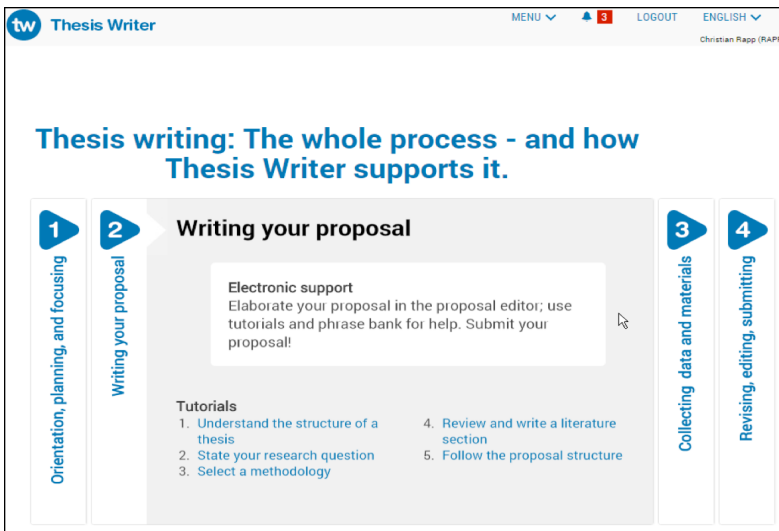 tw Thesis Writer
MENU
3
LOGOUT
ENGLISH
Christian Rapp
Thesis writing: The whole process - and how
Thesis Writer supports it.
1
Orientation, planning, and focusing
2
Writing your proposal
Writing your proposal
Electronic support
Elaborate your proposal in the proposal editor; use
tutorials and phrase bank for help. Submit your
proposal!
Tutorials
1. Understand the structure of a
thesis
2. State your research question
3. Select a methodology
4. Review and write a literature
section
5. Follow the proposal structure
3
Collecting data and materials
4
Revising, editing, submitting